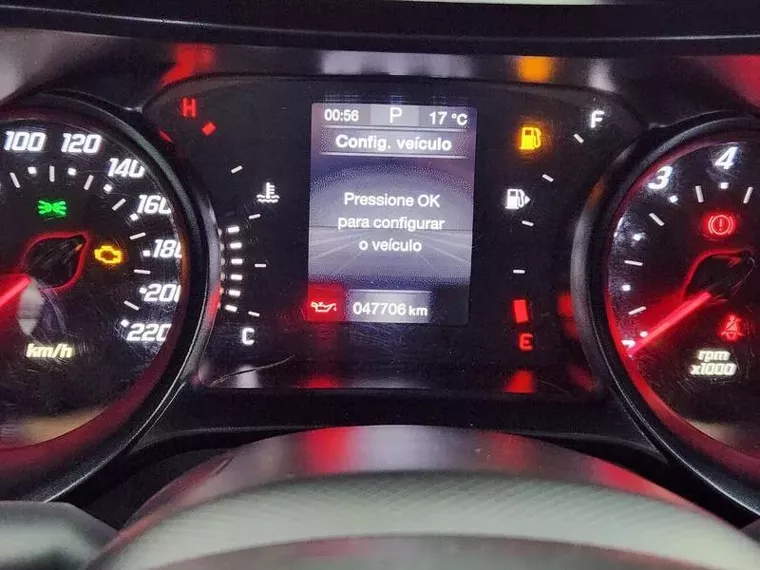 00:56 P 17 °C
Config. veículo
Pressione OK
para configurar
o veículo
047706 km
H
C
F
E
100 120 140 160 180 200 220
km/h
3 4
rpm
x1000